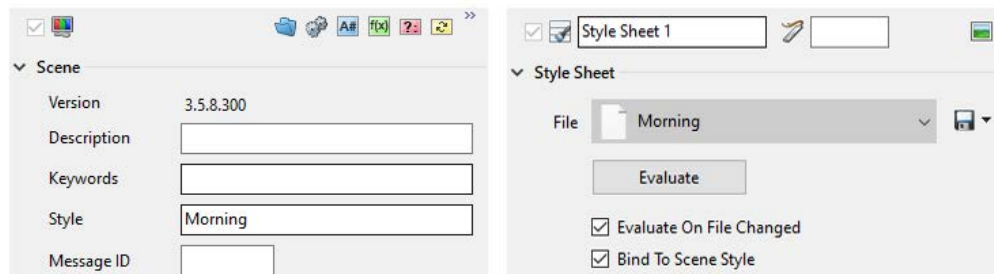 A# f(x) ?: »
Scene
Version 3.5.8.300
Description
Keywords
Style Morning
Message ID
Style Sheet 1
Style Sheet
File Morning
Evaluate
Evaluate On File Changed
Bind To Scene Style